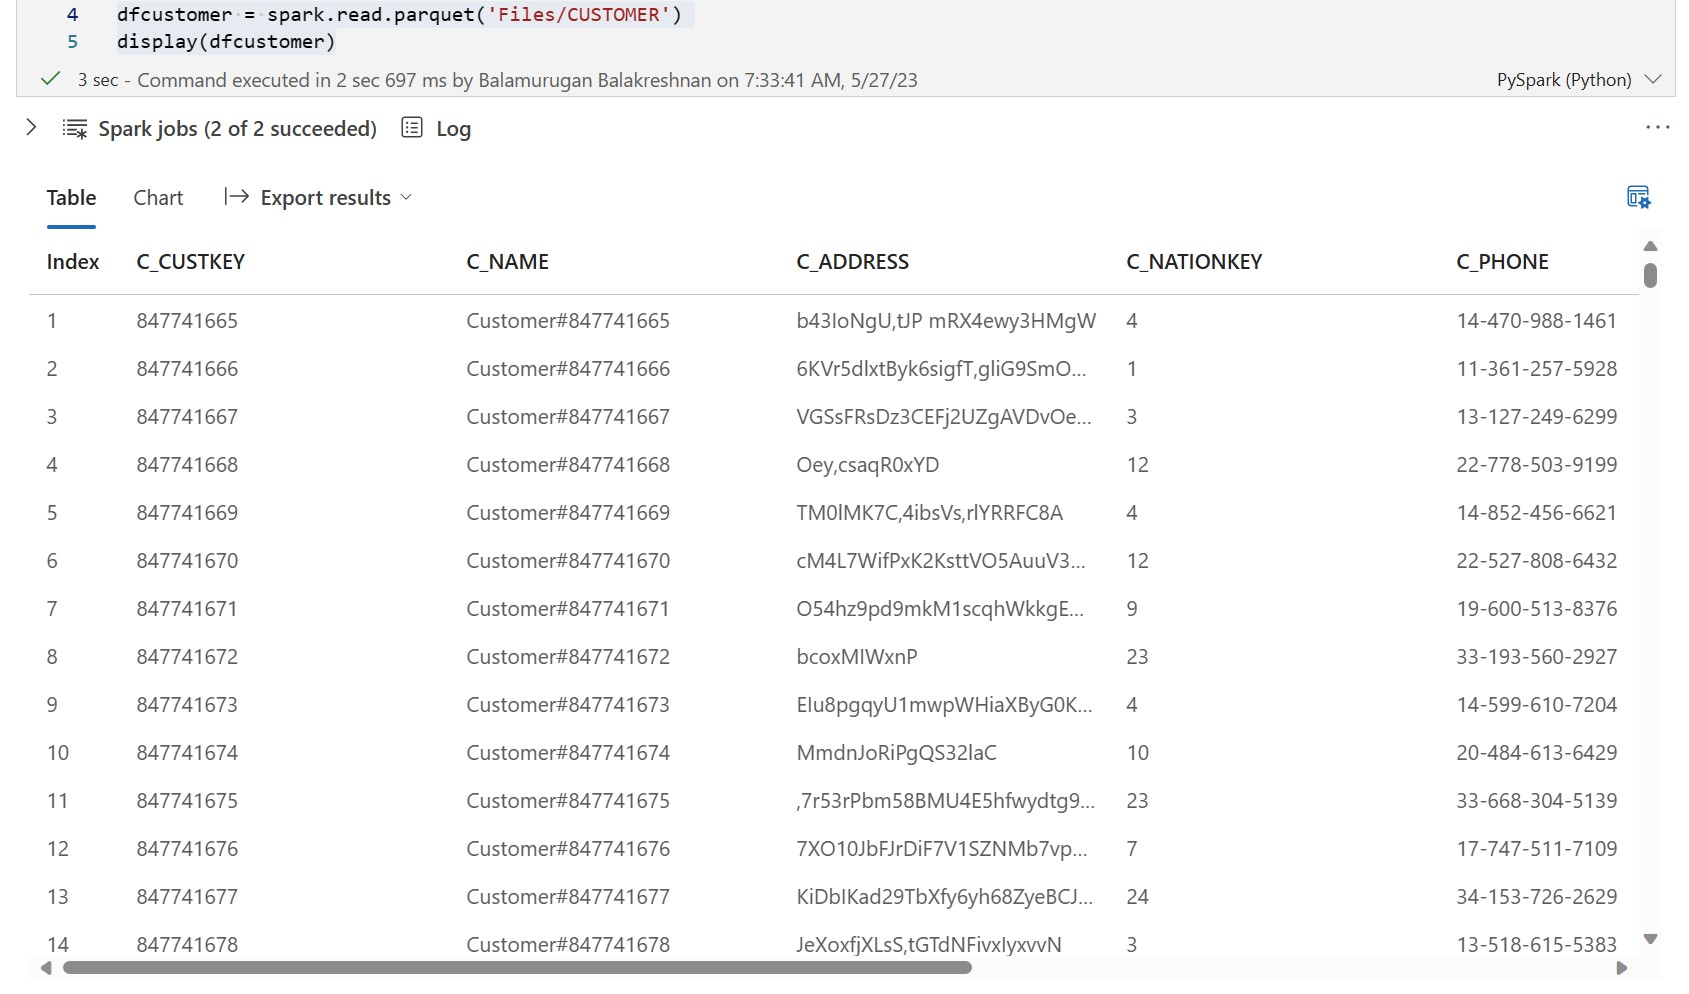 4 dfcustomer = spark.read.parquet('Files/CUSTOMER')
5 display(dfcustomer)
3 sec - Command executed in 2 sec 697 ms by Balamurugan Balakreshnan on 7:33:41 AM, 5/27/23 PySpark (Python)
Spark jobs (2 of 2 succeeded) Log
Table Chart Export results
Index C_CUSTKEY C_NAME C_ADDRESS C_NATIONKEY C_PHONE
1 847741665 Customer#847741665 b43IoNgU,tJP mRX4ewy3HMgW 4 14-470-988-1461
2 847741666 Customer#847741666 6KVr5dlxtByk6sigfT,gliG9SmO... 1 11-361-257-5928
3 847741667 Customer#847741667 VGSsFRsDz3CEFj2UZgAVDvOe... 3 13-127-249-6299
4 847741668 Customer#847741668 Oey,csaqR0xYD 12 22-778-503-9199
5 847741669 Customer#847741669 TM0lMK7C,4ibsVs,rlYRRFC8A 4 14-852-456-6621
6 847741670 Customer#847741670 cM4L7WifPxK2KsttVO5AuuV3... 12 22-527-808-6432
7 847741671 Customer#847741671 O54hz9pd9mkM1scqhWkkgE... 9 19-600-513-8376
8 847741672 Customer#847741672 bcoxMIWxnP 23 33-193-560-2927
9 847741673 Customer#847741673 EIu8pgqyU1mwpWHiaXByG0K... 4 14-599-610-7204
10 847741674 Customer#847741674 MmdnJoRiPgQS32laC 10 20-484-613-6429
11 847741675 Customer#847741675 ,7r53rPbm58BMU4E5hfwydtg9... 23 33-668-304-5139
12 847741676 Customer#847741676 7XO10JbFJrDiF7V1SZNMb7vp... 7 17-747-511-7109
13 847741677 Customer#847741677 KiDbIKad29TbXfy6yh68ZyeBCJ... 24 34-153-726-2629
14 847741678 Customer#847741678 JeXoxfjXLsS,tGTdNFivxIyxvvN 3 13-518-615-5383